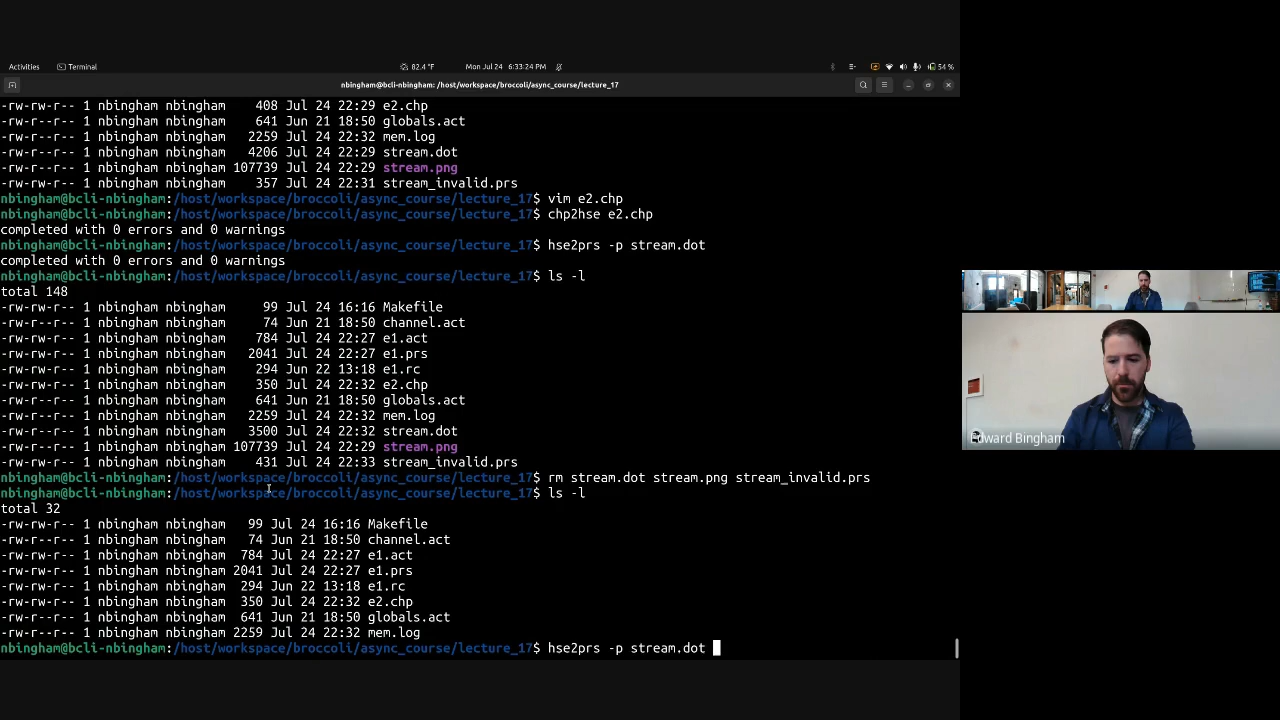 Activities Terminal 82.4 °F Mon Jul 24 6:33:24 PM 54 %
nbingham@bcli-nbingham: /host/workspace/broccoli/async_course/lecture_17
-rw-rw-r-- 1 nbingham nbingham    408 Jul 24 22:29 e2.chp
-rw-r--r-- 1 nbingham nbingham    641 Jun 21 18:50 globals.act
-rw-rw-r-- 1 nbingham nbingham   2259 Jul 24 22:32 mem.log
-rw-rw-r-- 1 nbingham nbingham   4206 Jul 24 22:29 stream.dot
-rw-rw-r-- 1 nbingham nbingham 107739 Jul 24 22:29 stream.png
-rw-rw-r-- 1 nbingham nbingham    357 Jul 24 22:31 stream_invalid.prs
nbingham@bcli-nbingham:/host/workspace/broccoli/async_course/lecture_17$ vim e2.chp
nbingham@bcli-nbingham:/host/workspace/broccoli/async_course/lecture_17$ chp2hse e2.chp
completed with 0 errors and 0 warnings
nbingham@bcli-nbingham:/host/workspace/broccoli/async_course/lecture_17$ hse2prs -p stream.dot
completed with 0 errors and 0 warnings
nbingham@bcli-nbingham:/host/workspace/broccoli/async_course/lecture_17$ ls -l
total 148
-rw-rw-r-- 1 nbingham nbingham     99 Jul 24 16:16 Makefile
-rw-r--r-- 1 nbingham nbingham     74 Jun 21 18:50 channel.act
-rw-rw-r-- 1 nbingham nbingham    784 Jul 24 22:27 e1.act
-rw-rw-r-- 1 nbingham nbingham   2041 Jul 24 22:27 e1.prs
-rw-rw-r-- 1 nbingham nbingham    294 Jun 22 13:18 e1.rc
-rw-rw-r-- 1 nbingham nbingham    350 Jul 24 22:32 e2.chp
-rw-r--r-- 1 nbingham nbingham    641 Jun 21 18:50 globals.act
-rw-rw-r-- 1 nbingham nbingham   2259 Jul 24 22:32 mem.log
-rw-rw-r-- 1 nbingham nbingham   3500 Jul 24 22:32 stream.dot
-rw-rw-r-- 1 nbingham nbingham 107739 Jul 24 22:29 stream.png
-rw-rw-r-- 1 nbingham nbingham    431 Jul 24 22:33 stream_invalid.prs
nbingham@bcli-nbingham:/host/workspace/broccoli/async_course/lecture_17$ rm stream.dot stream.png stream_invalid.prs
nbingham@bcli-nbingham:/host/workspace/broccoli/async_course/lecture_17$ ls -l
total 32
-rw-rw-r-- 1 nbingham nbingham   99 Jul 24 16:16 Makefile
-rw-r--r-- 1 nbingham nbingham   74 Jun 21 18:50 channel.act
-rw-rw-r-- 1 nbingham nbingham  784 Jul 24 22:27 e1.act
-rw-rw-r-- 1 nbingham nbingham 2041 Jul 24 22:27 e1.prs
-rw-rw-r-- 1 nbingham nbingham  294 Jun 22 13:18 e1.rc
-rw-rw-r-- 1 nbingham nbingham  350 Jul 24 22:32 e2.chp
-rw-r--r-- 1 nbingham nbingham  641 Jun 21 18:50 globals.act
-rw-rw-r-- 1 nbingham nbingham 2259 Jul 24 22:32 mem.log
nbingham@bcli-nbingham:/host/workspace/broccoli/async_course/lecture_17$ hse2prs -p stream.dot
Edward Bingham